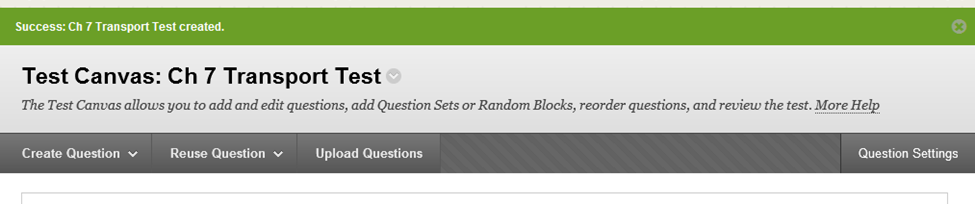 Success: Ch 7 Transport Test created.
Test Canvas: Ch 7 Transport Test
The Test Canvas allows you to add and edit questions, add Question Sets or Random Blocks, reorder questions, and review the test. More Help
Create Question Reuse Question Upload Questions Question Settings